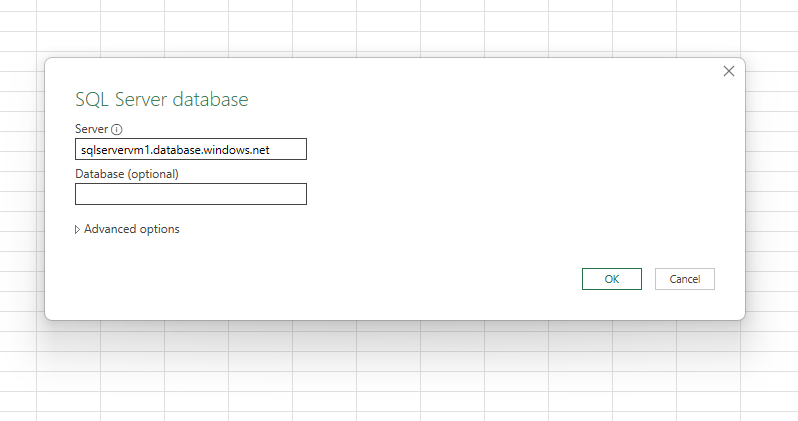 SQL Server database
Server
sqlservervm1.database.windows.net
Database (optional)
Advanced options
OK
Cancel